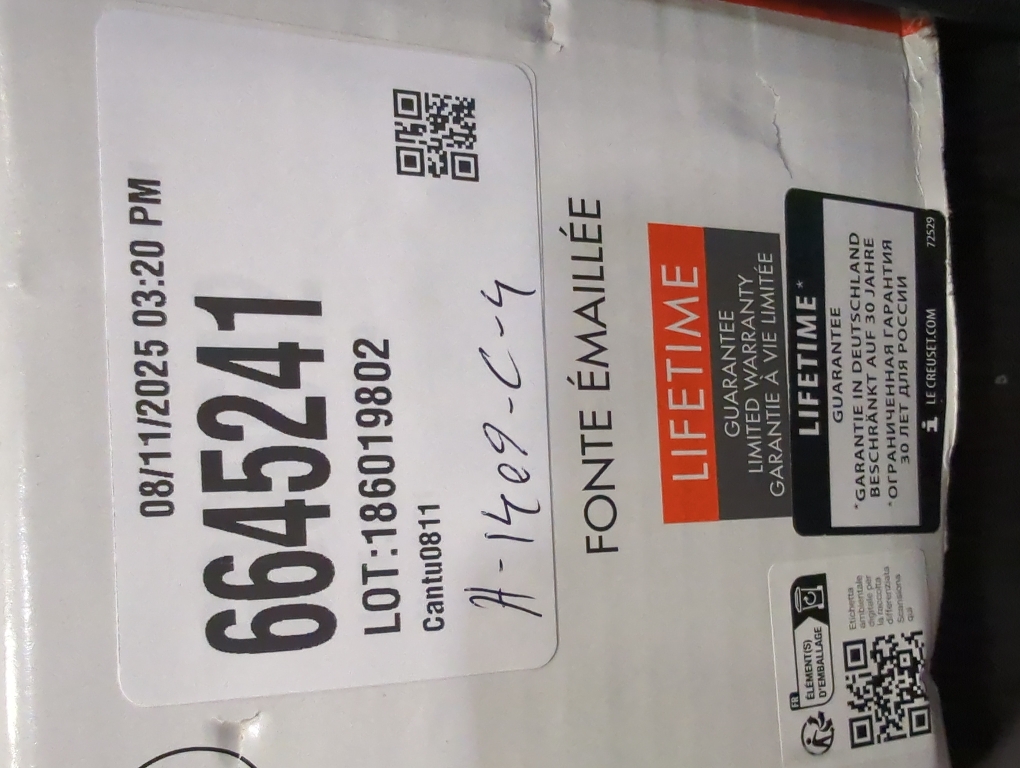 08/11/2025 03:20 PM
6645241
LOT:186019802
Cantu0811
A-1469-C-4
FONTE ÉMAILLÉE
LIFETIME
GUARANTEE
LIMITED WARRANTY
GARANTIE À VIE LIMITÉE
LIFETIME*
GUARANTEE
*GARANTIE IN DEUTSCHLAND
BESCHRÄNKT AUF 30 JAHRE
*ОГРАНИЧЕННАЯ ГАРАНТИЯ
30 ЛЕТ ДЛЯ РОССИИ
i LE CREUSET.COM 72529
FR
ÉLÉMENT(S)
D'EMBALLAGE
Etichetta
ambientale
digitale per
la raccolta
differenziata
Scansiona
qui